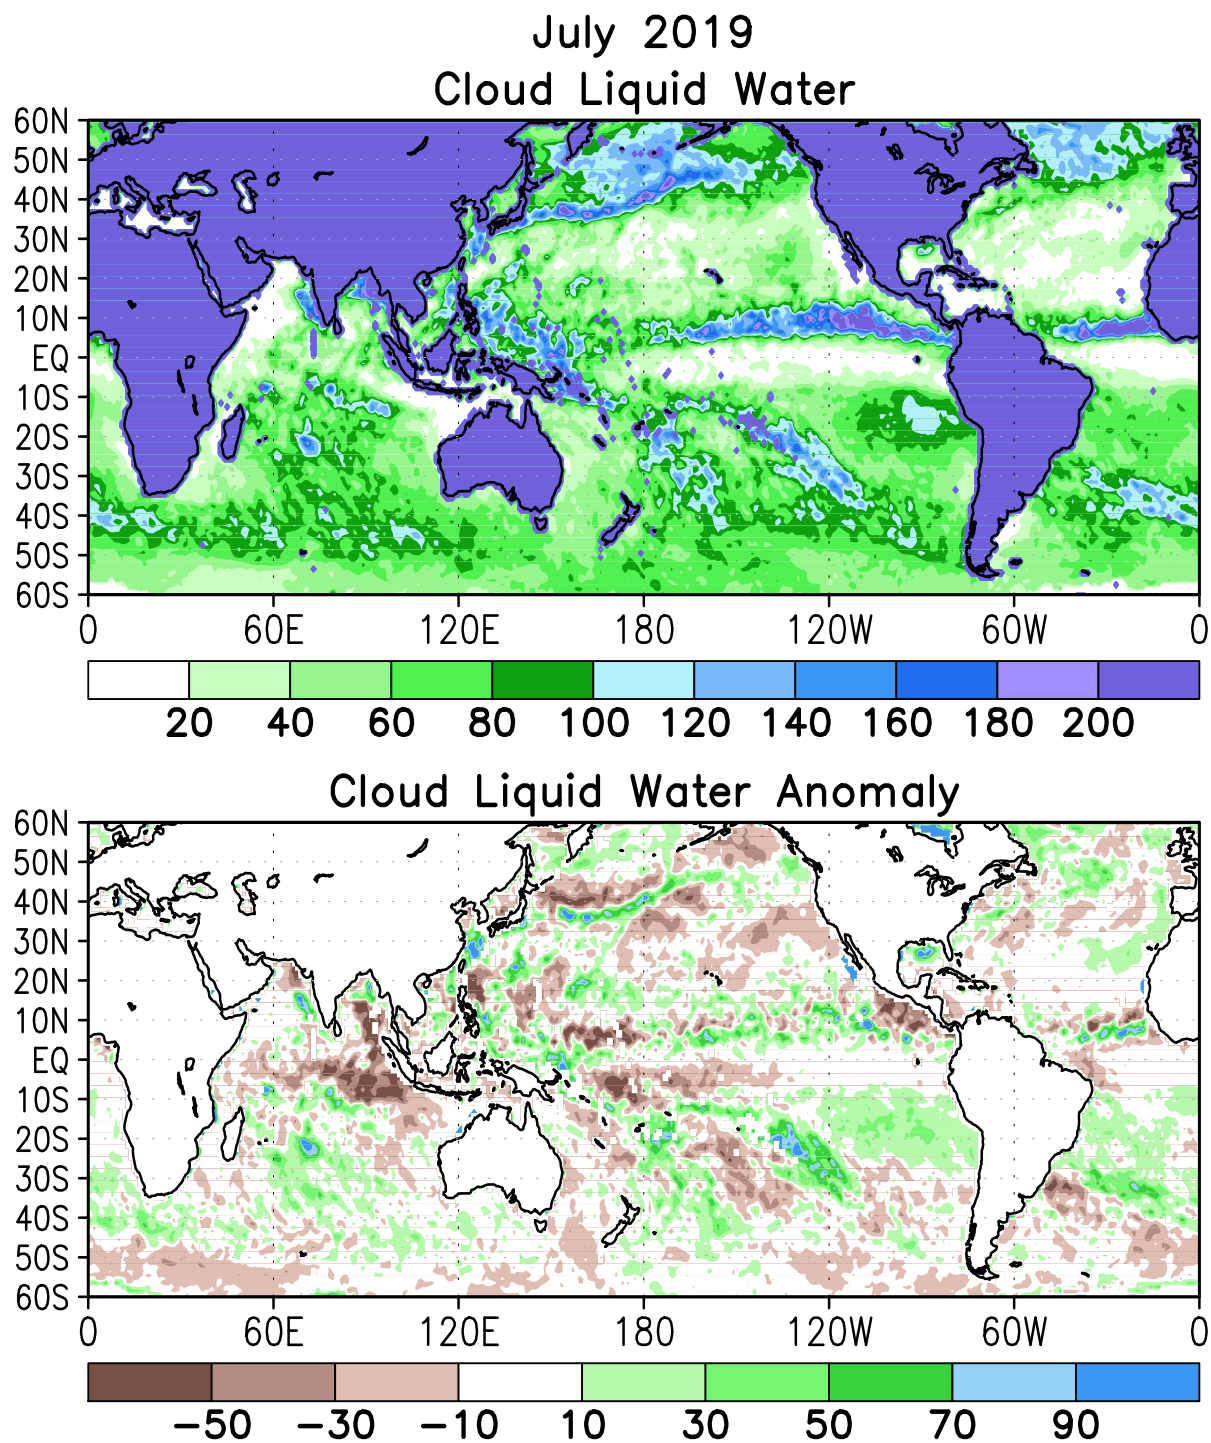 July 2019
Cloud Liquid Water
60N
50N
40N
30N
20N
10N
EQ
10S
20S
30S
40S
50S
60S
0 60E 120E 180 120W 60W 0
20 40 60 80 100 120 140 160 180 200
Cloud Liquid Water Anomaly
60N
50N
40N
30N
20N
10N
EQ
10S
20S
30S
40S
50S
60S
0 60E 120E 180 120W 60W 0
−50 −30 −10 10 30 50 70 90